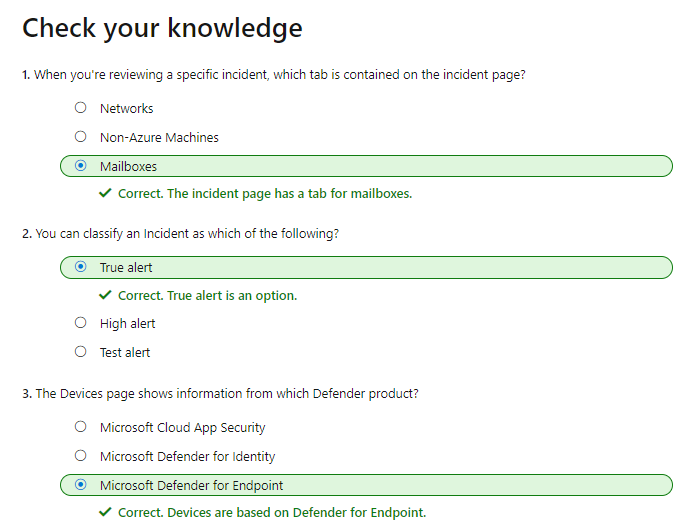 Check your knowledge
1. When you're reviewing a specific incident, which tab is contained on the incident page?
Networks
Non-Azure Machines
Mailboxes
Correct. The incident page has a tab for mailboxes.
2. You can classify an Incident as which of the following?
True alert
Correct. True alert is an option.
High alert
Test alert
3. The Devices page shows information from which Defender product?
Microsoft Cloud App Security
Microsoft Defender for Identity
Microsoft Defender for Endpoint
Correct. Devices are based on Defender for Endpoint.